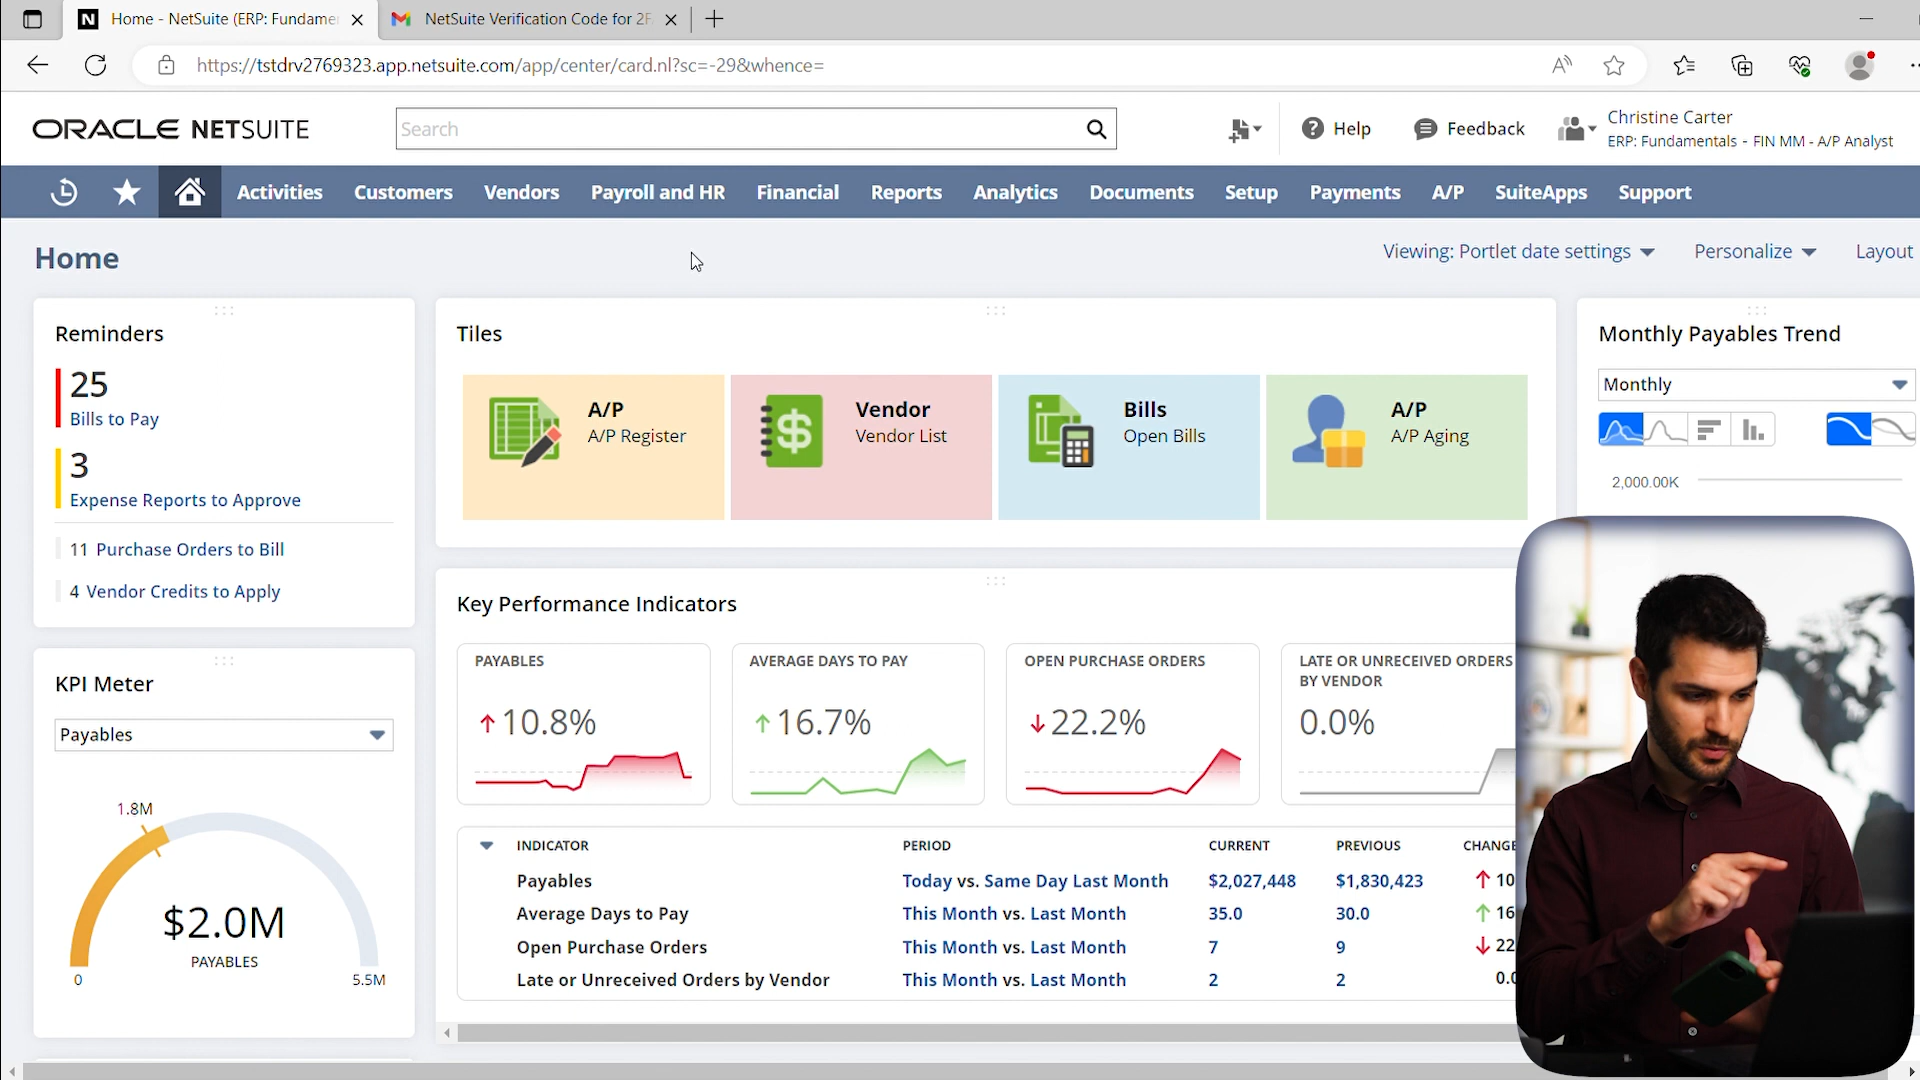 Home - NetSuite (ERP: Fundame
NetSuite Verification Code for 2F
https://tstdrv2769323.app.netsuite.com/app/center/card.nl?sc=-29&whence=
ORACLE NETSUITE
Search
Help
Feedback
Christine Carter
ERP: Fundamentals - FIN MM - A/P Analyst
Activities
Customers
Vendors
Payroll and HR
Financial
Reports
Analytics
Documents
Setup
Payments
A/P
SuiteApps
Support
Home
Viewing: Portlet date settings
Personalize
Layout
Reminders
25
Bills to Pay
3
Expense Reports to Approve
11 Purchase Orders to Bill
4 Vendor Credits to Apply
KPI Meter
Payables
1.8M
$2.0M
PAYABLES
0
5.5M
Tiles
A/P
A/P Register
Vendor
Vendor List
Bills
Open Bills
A/P
A/P Aging
Key Performance Indicators
PAYABLES
10.8%
AVERAGE DAYS TO PAY
16.7%
OPEN PURCHASE ORDERS
22.2%
LATE OR UNRECEIVED ORDERS
BY VENDOR
0.0%
INDICATOR PERIOD CURRENT PREVIOUS CHANGE
Payables Today vs. Same Day Last Month $2,027,448 $1,830,423 10
Average Days to Pay This Month vs. Last Month 35.0 30.0 16
Open Purchase Orders This Month vs. Last Month 7 9 22
Late or Unreceived Orders by Vendor This Month vs. Last Month 2 2 0.0
Monthly Payables Trend
Monthly
2,000.00K